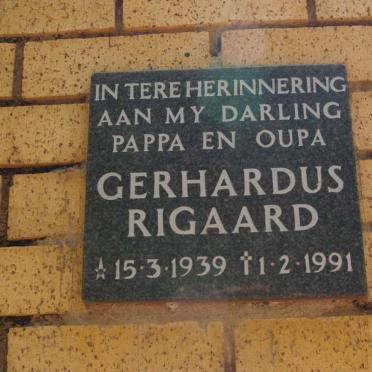 IN TERE HERINNERING
AAN MY DARLING
PAPPA EN OUPA
GERHARDUS
RIGAARD
☆ 15·3·1939 ✝ 1·2·1991